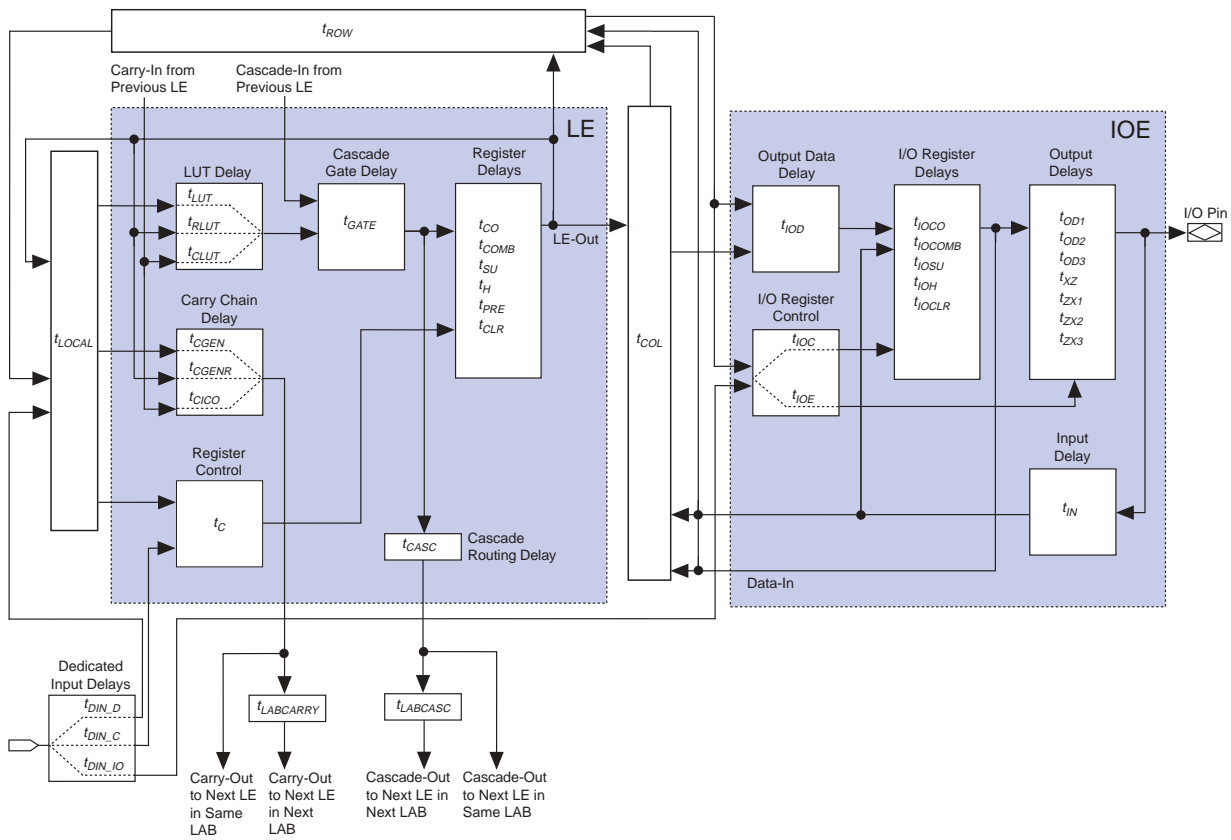 tROW
Carry-In from
Previous LE
Cascade-In from
Previous LE
LE
IOE
LUT Delay
tLUT
tRLUT
tCLUT
Cascade
Gate Delay
tGATE
Register
Delays
tCO
tCOMB
tSU
tH
tPRE
tCLR
LE-Out
Output Data
Delay
tIOD
I/O Register
Delays
tIOCO
tIOCOMB
tIOSU
tIOH
tIOCLR
Output
Delays
tOD1
tOD2
tOD3
tXZ
tZX1
tZX2
tZX3
I/O Pin
tLOCAL
Carry Chain
Delay
tCGEN
tCGENR
tCICO
tCOL
I/O Register
Control
tIOC
tIOE
Register
Control
tC
Input
Delay
tIN
tCASC
Cascade
Routing Delay
Data-In
Dedicated
Input Delays
tDIN_D
tDIN_C
tDIN_IO
tLABCARRY
tLABCASC
Carry-Out
to Next LE
in Same
LAB
Carry-Out
to Next LE
in Next
LAB
Cascade-Out
to Next LE in
Next LAB
Cascade-Out
to Next LE in
Same LAB